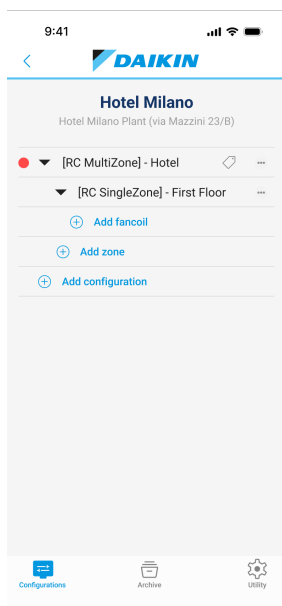 9:41
DAIKIN
Hotel Milano
Hotel Milano Plant (via Mazzini 23/B)
[RC MultiZone] - Hotel
[RC SingleZone] - First Floor
Add fancoil
Add zone
Add configuration
Configurations Archive Utility